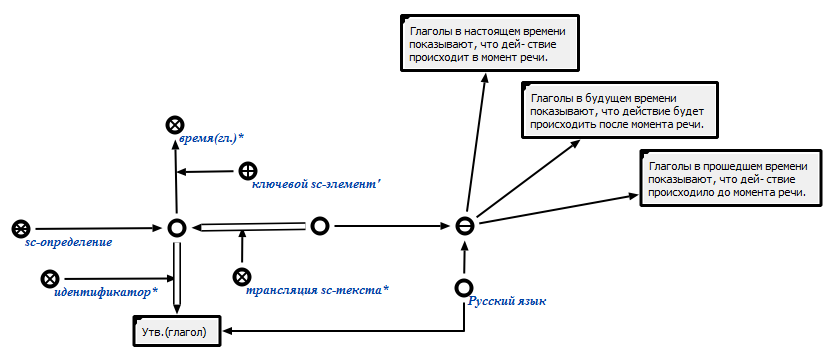 Глаголы в настоящем времени
показывают, что дей- ствие
происходит в момент речи.
Глаголы в будущем времени
показывают, что действие будет
происходить после момента речи.
время(гл.)*
Глаголы в прошедшем времени
показывают, что дей- ствие
происходило до момента речи.
ключевой sc-элемент'
sc-определение
идентификатор*
трансляция sc-текста*
Русский язык
Утв.(глагол)